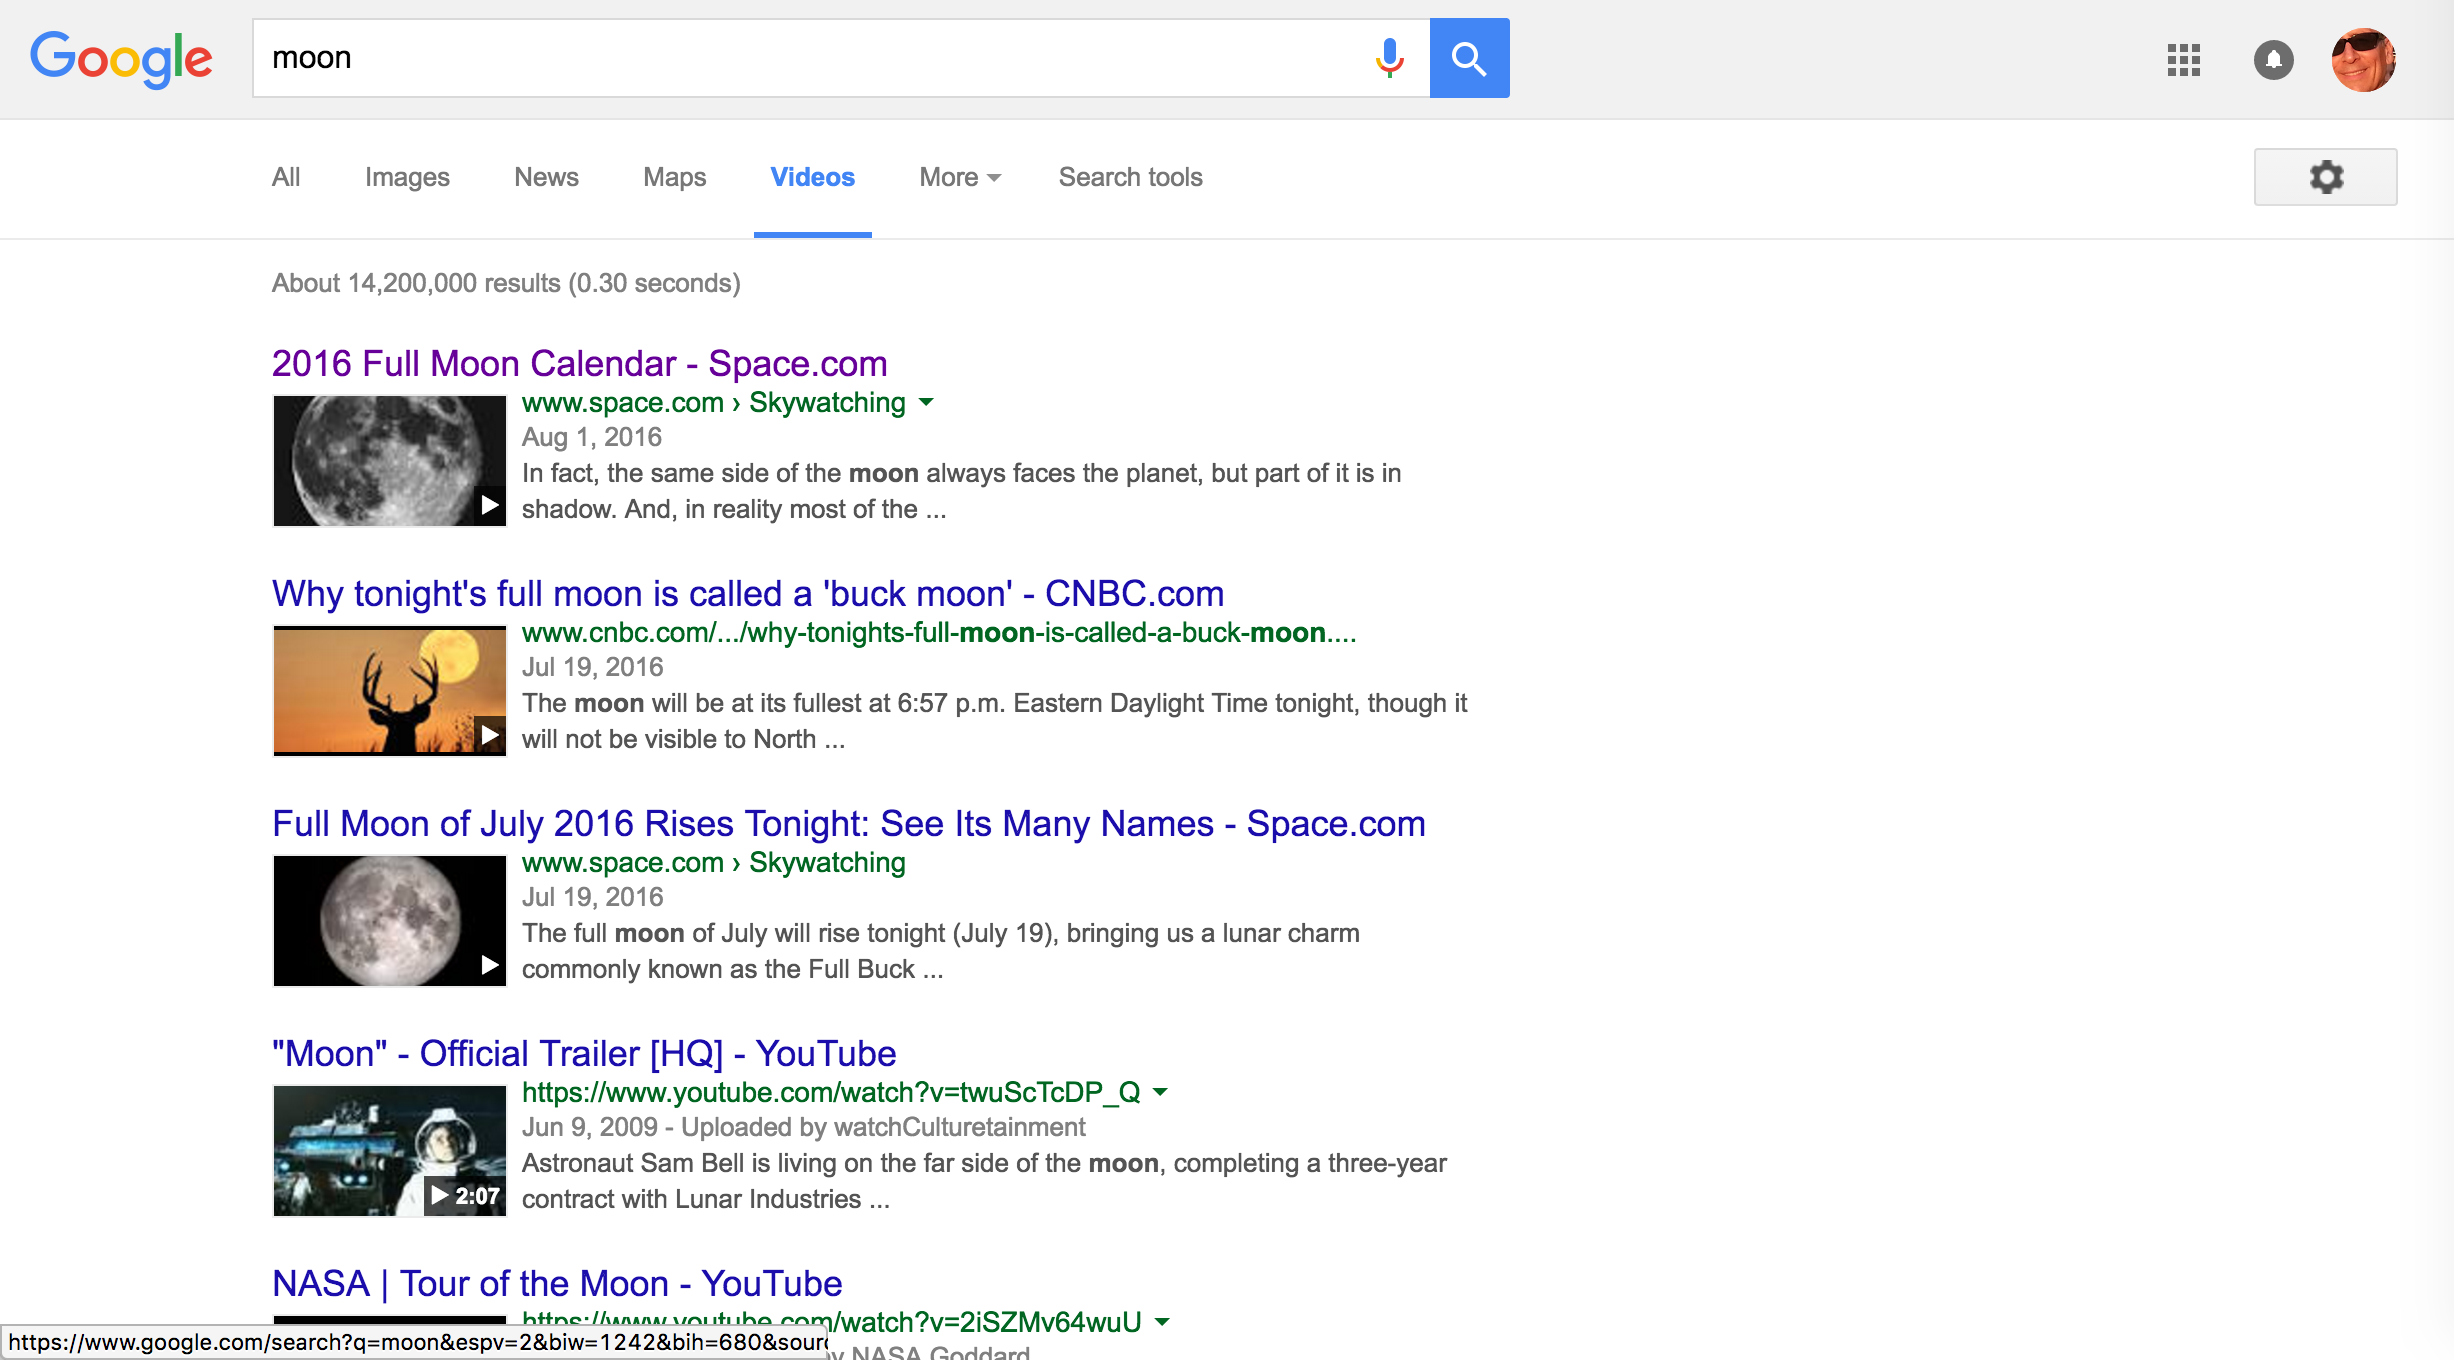 Google
moon
All Images News Maps Videos More Search tools
About 14,200,000 results (0.30 seconds)
2016 Full Moon Calendar - Space.com
www.space.com › Skywatching
Aug 1, 2016
In fact, the same side of the moon always faces the planet, but part of it is in
shadow. And, in reality most of the ...
Why tonight's full moon is called a 'buck moon' - CNBC.com
www.cnbc.com/.../why-tonights-full-moon-is-called-a-buck-moon....
Jul 19, 2016
The moon will be at its fullest at 6:57 p.m. Eastern Daylight Time tonight, though it
will not be visible to North ...
Full Moon of July 2016 Rises Tonight: See Its Many Names - Space.com
www.space.com › Skywatching
Jul 19, 2016
The full moon of July will rise tonight (July 19), bringing us a lunar charm
commonly known as the Full Buck ...
"Moon" - Official Trailer [HQ] - YouTube
https://www.youtube.com/watch?v=twuScTcDP_Q
Jun 9, 2009 - Uploaded by watchCulturetainment
Astronaut Sam Bell is living on the far side of the moon, completing a three-year
2:07
contract with Lunar Industries ...
NASA | Tour of the Moon - YouTube
https://www.youtube.com/watch?v=2iSZMv64wuU
https://www.google.com/search?q=moon&espv=2&biw=1242&bih=680&sour
NASA Goddard